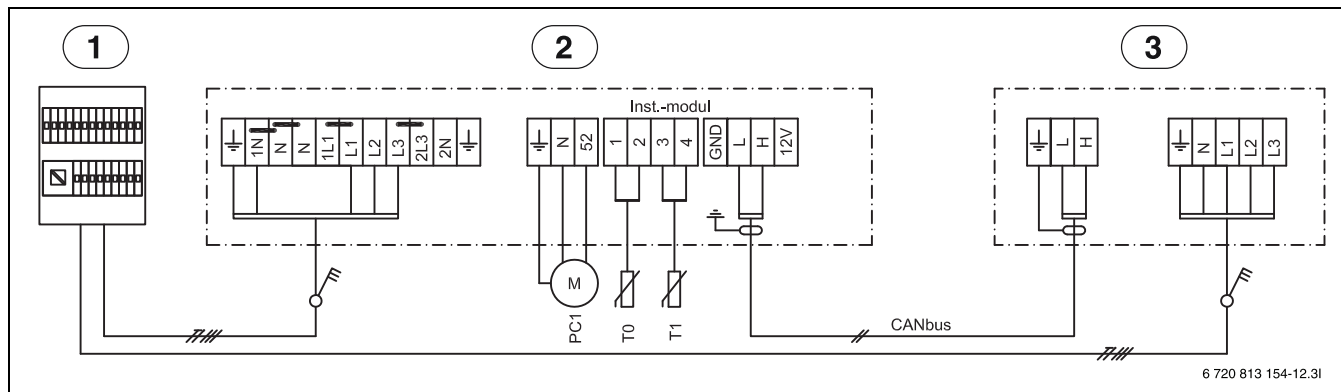 1
2
3
Inst.-modul
1N N N 1L1 L1 L2 L3 2L3 2N
N 52
1 2 3 4
GND L H 12V
L H
N L1 L2 L3
M
PC1
T0
T1
CANbus
6 720 813 154-12.3I